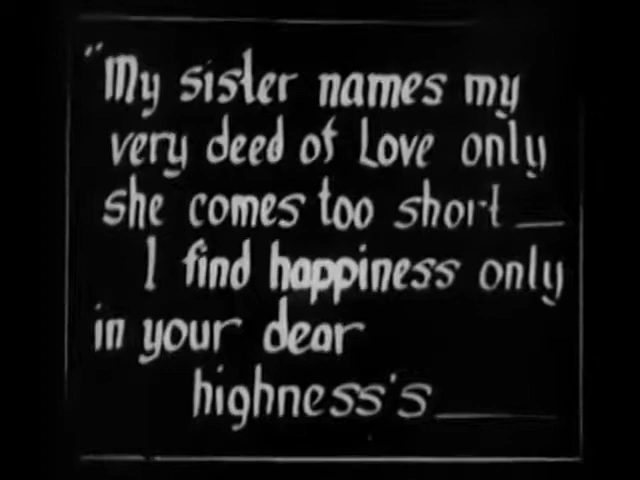 "My sister names my
very deed of Love only
she comes too short __
I find happiness only
in your dear
highness's ____